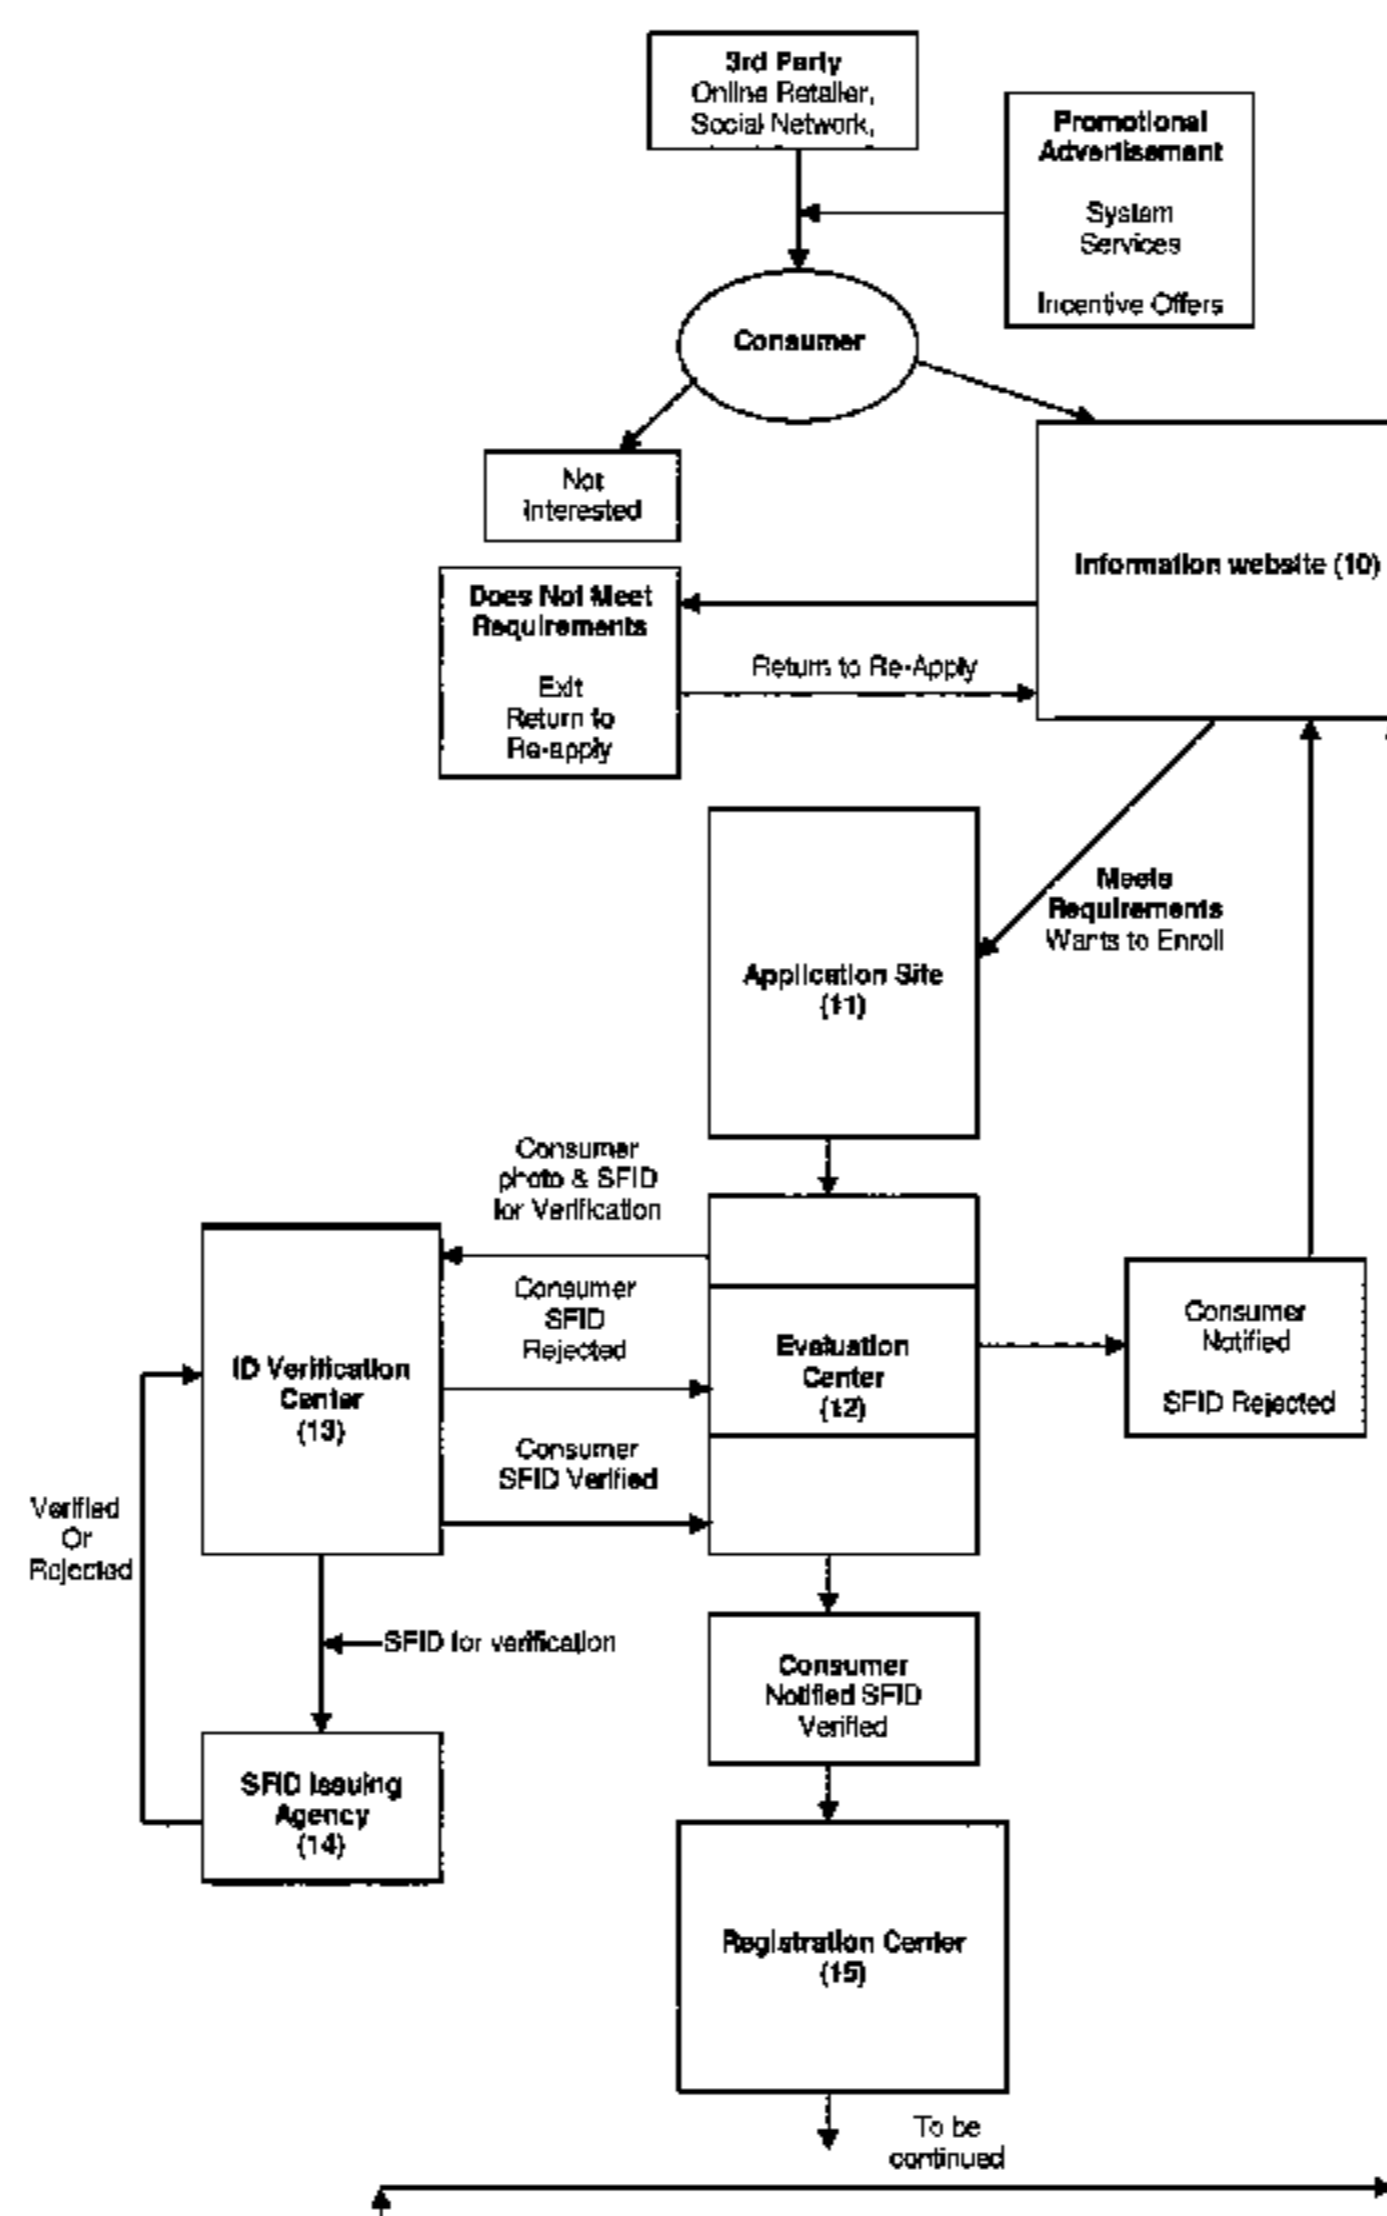 3rd Party
Online Retailer,
Social Network,
Promotional
Advertisement
System
Services
Incentive Offers
Consumer
Not
Interested
Information website (10)
Does Not Meet
Requirements
Exit
Return to
Re-apply
Return to Re-Apply
Meets
Requirements
Wants to Enroll
Application Site
(11)
Consumer
photo & SFID
for Verification
Consumer
SFID
Rejected
ID Verification
Center
(13)
Evaluation
Center
(12)
Consumer
Notified
SFID Rejected
Consumer
SFID Verified
Verified
Or
Rejected
SFID for verification
Consumer
Notified SFID
Verified
SFID Issuing
Agency
(14)
Registration Center
(15)
To be
continued